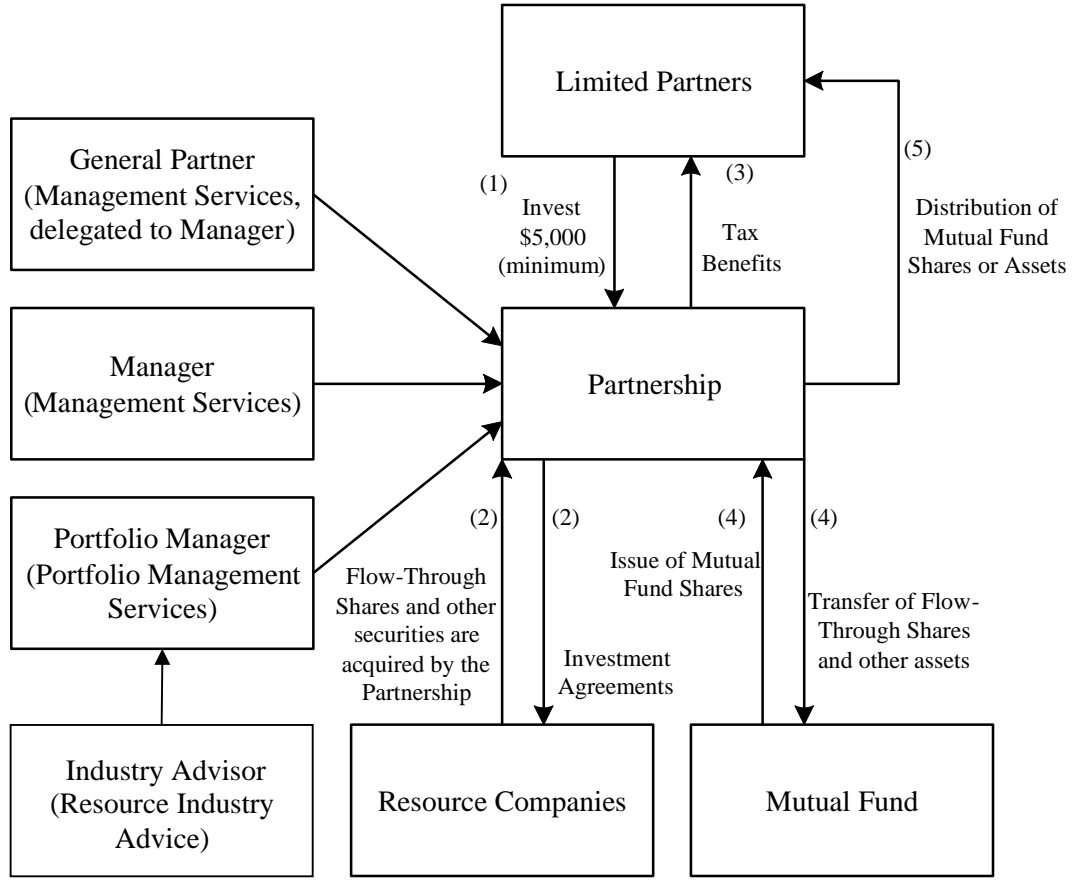 Limited Partners
General Partner
(Management Services,
delegated to Manager)
(1)
Invest
$5,000
(minimum)
(3)
Tax
Benefits
(5)
Distribution of
Mutual Fund
Shares or Assets
Manager
(Management Services)
Partnership
Portfolio Manager
(Portfolio Management
Services)
(2)
Flow-Through
Shares and other
securities are
acquired by the
Partnership
(2)
Investment
Agreements
(4)
Issue of Mutual
Fund Shares
(4)
Transfer of Flow-
Through Shares
and other assets
Industry Advisor
(Resource Industry
Advice)
Resource Companies
Mutual Fund